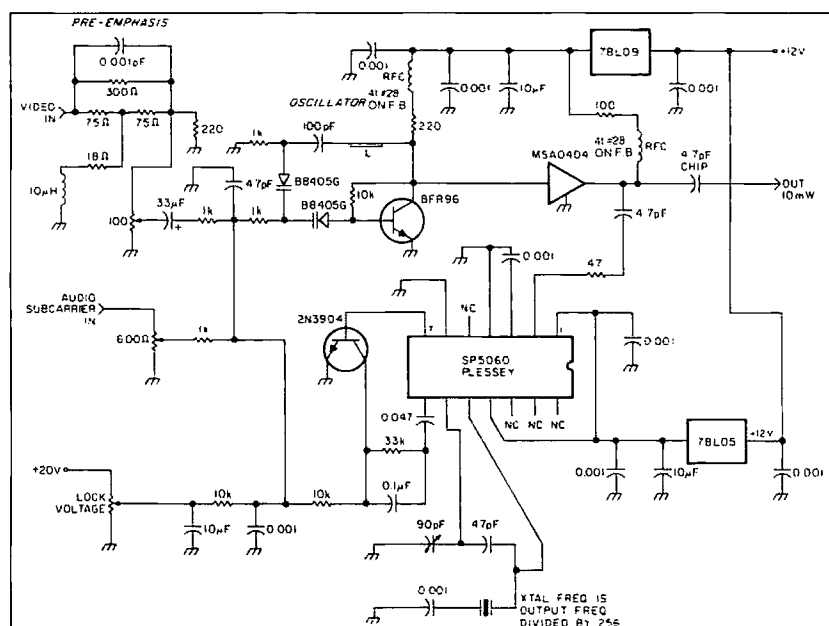 PRE-EMPHASIS
0.001pF
300Ω
VIDEO
IN
75Ω
75Ω
220
18Ω
10μH
100
33μF
+
1k
47pF
1k
OSCILLATOR
1k
100pF
L
BB405G
BB405G
10k
BFR96
0.001
RFC
4t #28
ON F.B
220
0.001
10μF
78L09
+12V
0.001
100
4t #28
ON F.B
RFC
MSA0404
4.7pF
CHIP
OUT
10mW
4.7pF
47
AUDIO
SUBCARRIER
IN
600Ω
1k
2N3904
NC
0.001
7
1
SP5060
PLESSEY
NC
NC
NC
0.001
0.047
33k
0.1μF
+20V
LOCK
VOLTAGE
10k
10k
10μF
0.001
0.001
10μF
78L05
+12V
0.001
90pF
47pF
0.001
XTAL FREQ IS
OUTPUT FREQ
DIVIDED BY 256